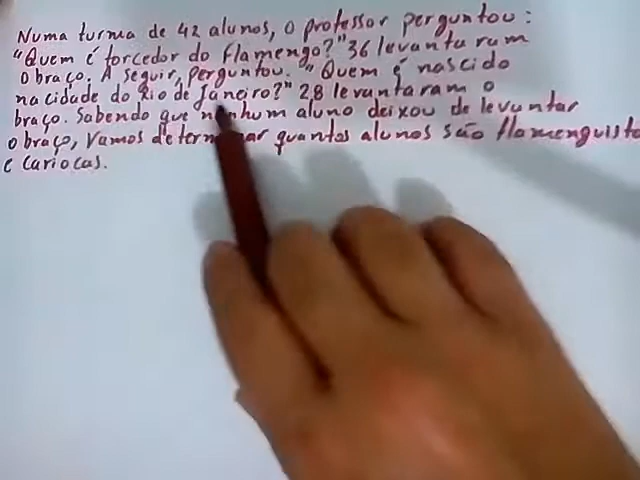 Numa turma de 42 alunos, o professor perguntou:
"Quem é torcedor do Flamengo?" 36 levantaram
o braço. A seguir, perguntou. "Quem é nascido
na cidade do Rio de Janeiro?" 28 levantaram o
braço. Sabendo que nenhum aluno deixou de levantar
o braço, Vamos determinar quantos alunos são flamenguista
e cariocas.